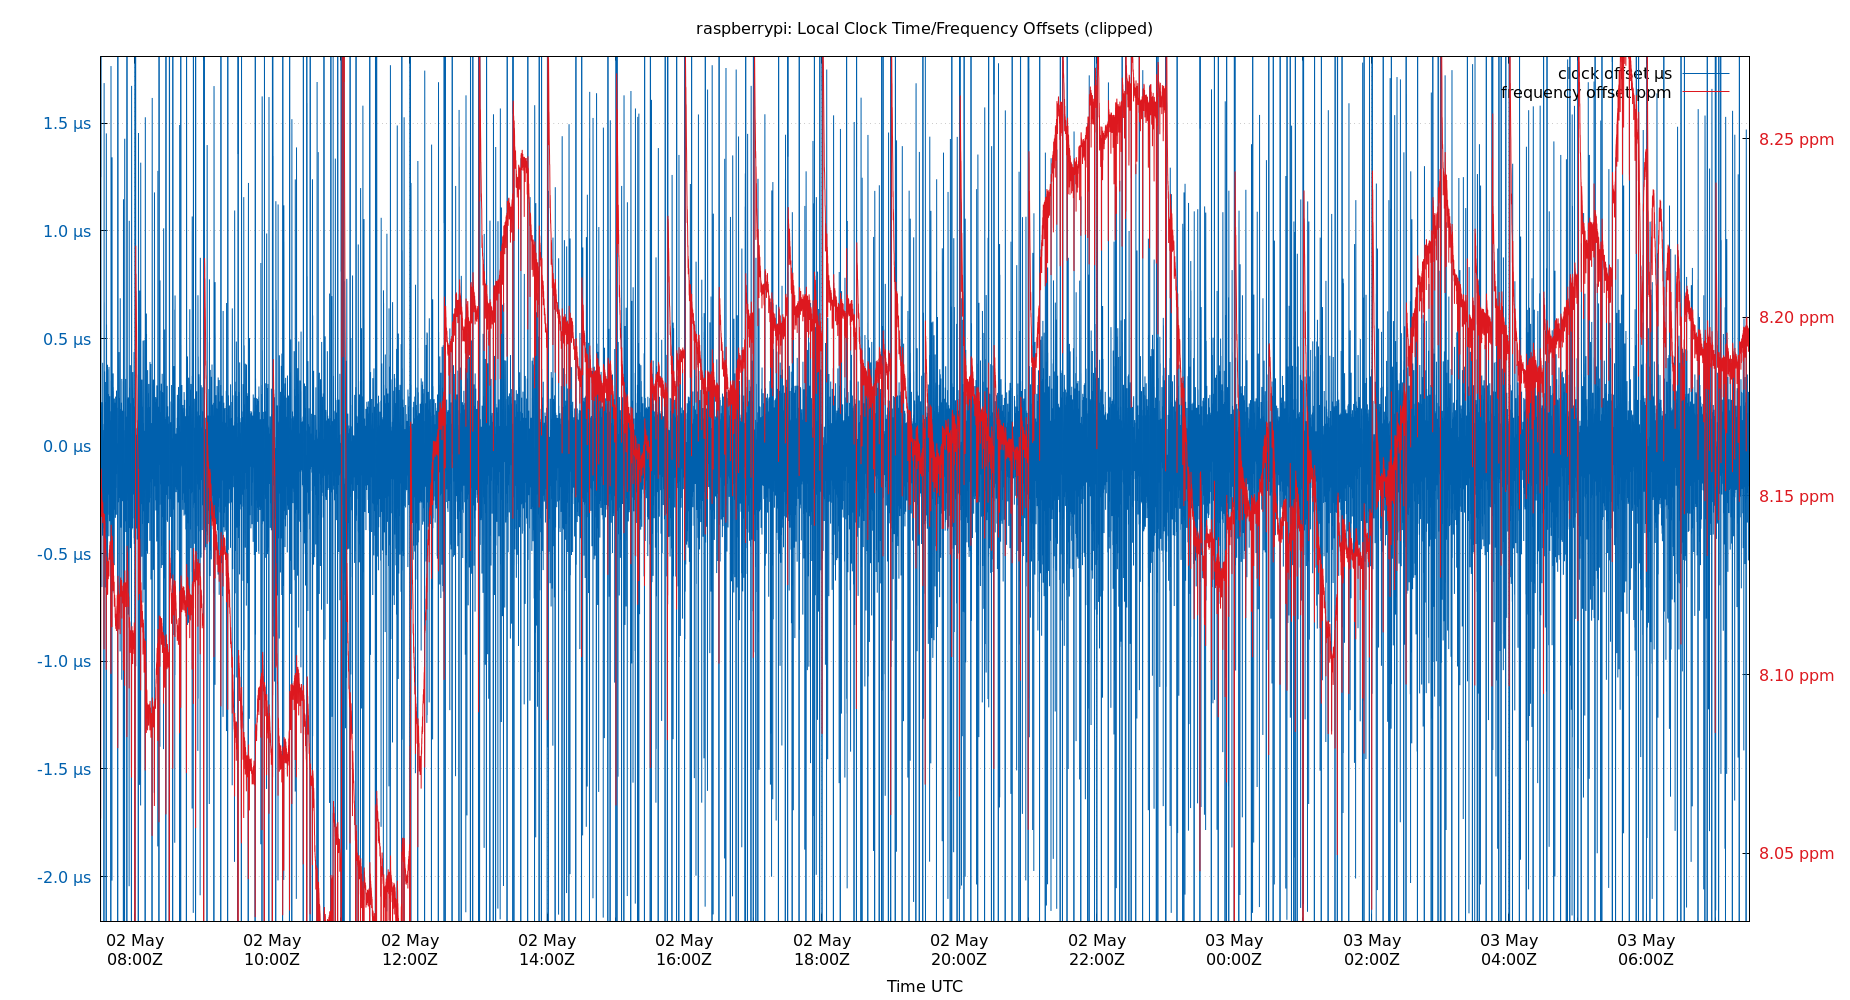 raspberrypi: Local Clock Time/Frequency Offsets (clipped)
clock offset µs
frequency offset ppm
1.5 µs
1.0 µs
0.5 µs
0.0 µs
-0.5 µs
-1.0 µs
-1.5 µs
-2.0 µs
8.25 ppm
8.20 ppm
8.15 ppm
8.10 ppm
8.05 ppm
02 May 02 May 02 May 02 May 02 May 02 May 02 May 02 May 03 May 03 May 03 May 03 May
08:00Z 10:00Z 12:00Z 14:00Z 16:00Z 18:00Z 20:00Z 22:00Z 00:00Z 02:00Z 04:00Z 06:00Z
Time UTC